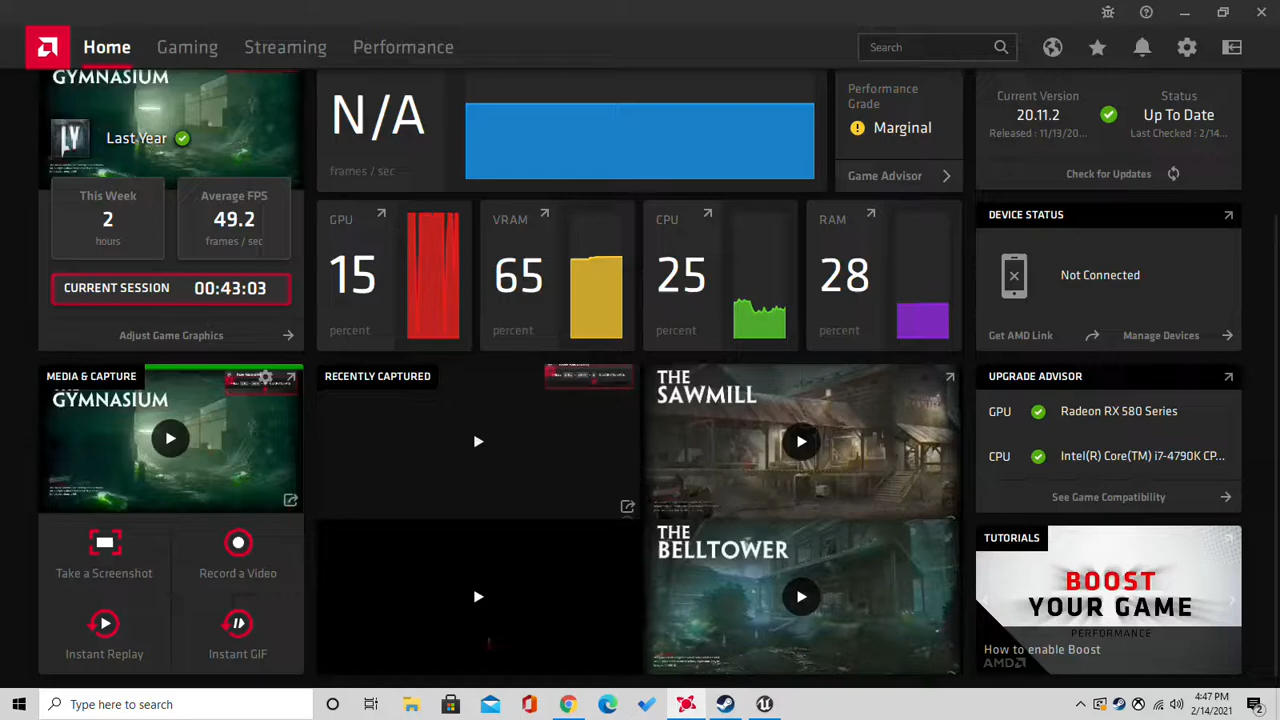 Home
Gaming
Streaming
Performance
Search
GYMNASIUM
LY
Last Year
This Week
2
hours
Average FPS
49.2
frames / sec
CURRENT SESSION 00:43:03
Adjust Game Graphics
N/A
frames / sec
Performance
Grade
Marginal
Game Advisor
Current Version
20.11.2
Released : 11/13/20...
Status
Up To Date
Last Checked : 2/14...
Check for Updates
GPU
15
percent
VRAM
65
percent
CPU
25
percent
RAM
28
percent
DEVICE STATUS
Not Connected
Get AMD Link
Manage Devices
MEDIA & CAPTURE
GYMNASIUM
Take a Screenshot
Record a Video
Instant Replay
Instant GIF
RECENTLY CAPTURED
THE
SAWMILL
THE
BELLTOWER
UPGRADE ADVISOR
GPU Radeon RX 580 Series
CPU Intel(R) Core(TM) i7-4790K CP...
See Game Compatibility
TUTORIALS
BOOST
YOUR GAME
PERFORMANCE
How to enable Boost
AMD
Type here to search
4:47 PM
2/14/2021
2